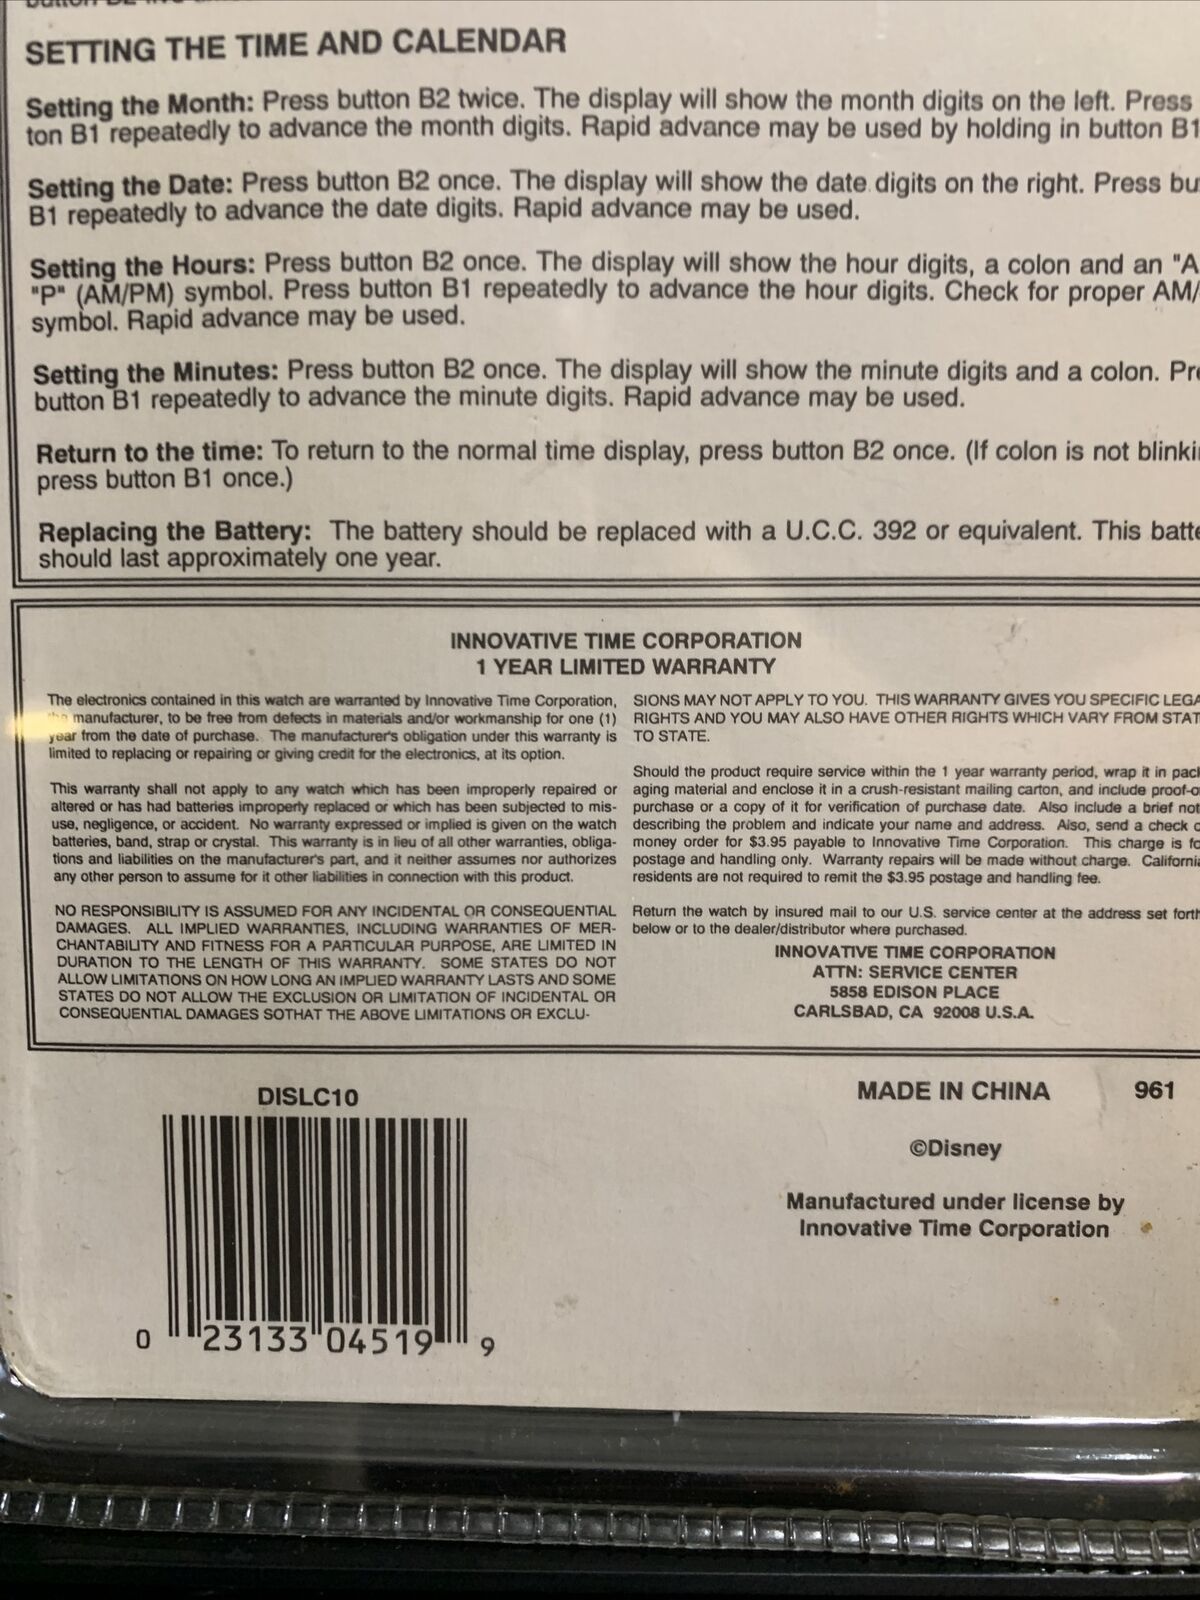 SETTING THE TIME AND CALENDAR
Setting the Month: Press button B2 twice. The display will show the month digits on the left. Press
ton B1 repeatedly to advance the month digits. Rapid advance may be used by holding in button B1
Setting the Date: Press button B2 once. The display will show the date digits on the right. Press bu
B1 repeatedly to advance the date digits. Rapid advance may be used.
Setting the Hours: Press button B2 once. The display will show the hour digits, a colon and an "A
"P" (AM/PM) symbol. Press button B1 repeatedly to advance the hour digits. Check for proper AM/
symbol. Rapid advance may be used.
Setting the Minutes: Press button B2 once. The display will show the minute digits and a colon. Pre
button B1 repeatedly to advance the minute digits. Rapid advance may be used.
Return to the time: To return to the normal time display, press button B2 once. (If colon is not blinki
press button B1 once.)
Replacing the Battery: The battery should be replaced with a U.C.C. 392 or equivalent. This batte
should last approximately one year.
INNOVATIVE TIME CORPORATION
1 YEAR LIMITED WARRANTY
The electronics contained in this watch are warranted by Innovative Time Corporation,
the manufacturer, to be free from defects in materials and/or workmanship for one (1)
year from the date of purchase. The manufacturer's obligation under this warranty is
limited to replacing or repairing or giving credit for the electronics, at its option.
This warranty shall not apply to any watch which has been improperly repaired or
altered or has had batteries improperly replaced or which has been subjected to mis-
use, negligence, or accident. No warranty expressed or implied is given on the watch
batteries, band, strap or crystal. This warranty is in lieu of all other warranties, obliga-
tions and liabilities on the manufacturer's part, and it neither assumes nor authorizes
any other person to assume for it other liabilities in connection with this product.
NO RESPONSIBILITY IS ASSUMED FOR ANY INCIDENTAL OR CONSEQUENTIAL
DAMAGES. ALL IMPLIED WARRANTIES, INCLUDING WARRANTIES OF MER-
CHANTABILITY AND FITNESS FOR A PARTICULAR PURPOSE, ARE LIMITED IN
DURATION TO THE LENGTH OF THIS WARRANTY. SOME STATES DO NOT
ALLOW LIMITATIONS ON HOW LONG AN IMPLIED WARRANTY LASTS AND SOME
STATES DO NOT ALLOW THE EXCLUSION OR LIMITATION OF INCIDENTAL OR
CONSEQUENTIAL DAMAGES SOTHAT THE ABOVE LIMITATIONS OR EXCLU-
SIONS MAY NOT APPLY TO YOU. THIS WARRANTY GIVES YOU SPECIFIC LEGA
RIGHTS AND YOU MAY ALSO HAVE OTHER RIGHTS WHICH VARY FROM STAT
TO STATE.
Should the product require service within the 1 year warranty period, wrap it in pack
aging material and enclose it in a crush-resistant mailing carton, and include proof-o
purchase or a copy of it for verification of purchase date. Also include a brief not
describing the problem and indicate your name and address. Also, send a check o
money order for $3.95 payable to Innovative Time Corporation. This charge is fo
postage and handling only. Warranty repairs will be made without charge. California
residents are not required to remit the $3.95 postage and handling fee.
Return the watch by insured mail to our U.S. service center at the address set forth
below or to the dealer/distributor where purchased.
INNOVATIVE TIME CORPORATION
ATTN: SERVICE CENTER
5858 EDISON PLACE
CARLSBAD, CA 92008 U.S.A.
DISLC10
0 23133 04519 9
MADE IN CHINA 961
©Disney
Manufactured under license by
Innovative Time Corporation